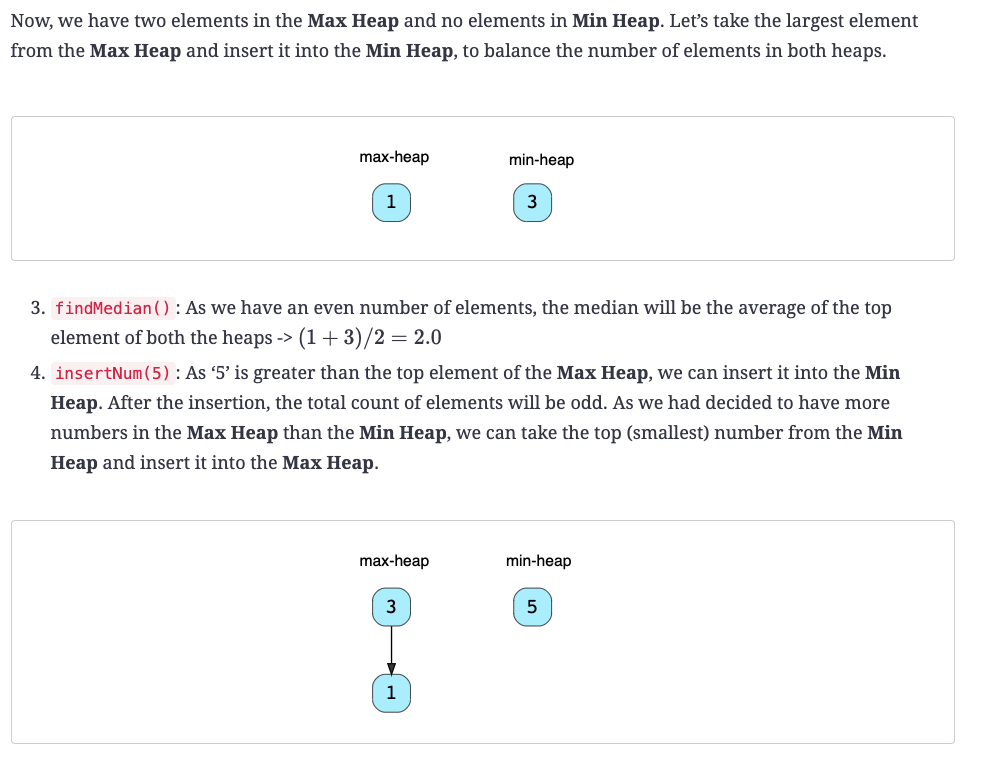 Now, we have two elements in the Max Heap and no elements in Min Heap. Let’s take the largest element
from the Max Heap and insert it into the Min Heap, to balance the number of elements in both heaps.
max-heap min-heap
1 3
3. findMedian(): As we have an even number of elements, the median will be the average of the top
element of both the heaps -> (1 + 3)/2 = 2.0
4. insertNum(5): As ‘5’ is greater than the top element of the Max Heap, we can insert it into the Min
Heap. After the insertion, the total count of elements will be odd. As we had decided to have more
numbers in the Max Heap than the Min Heap, we can take the top (smallest) number from the Min
Heap and insert it into the Max Heap.
max-heap min-heap
3 5
1